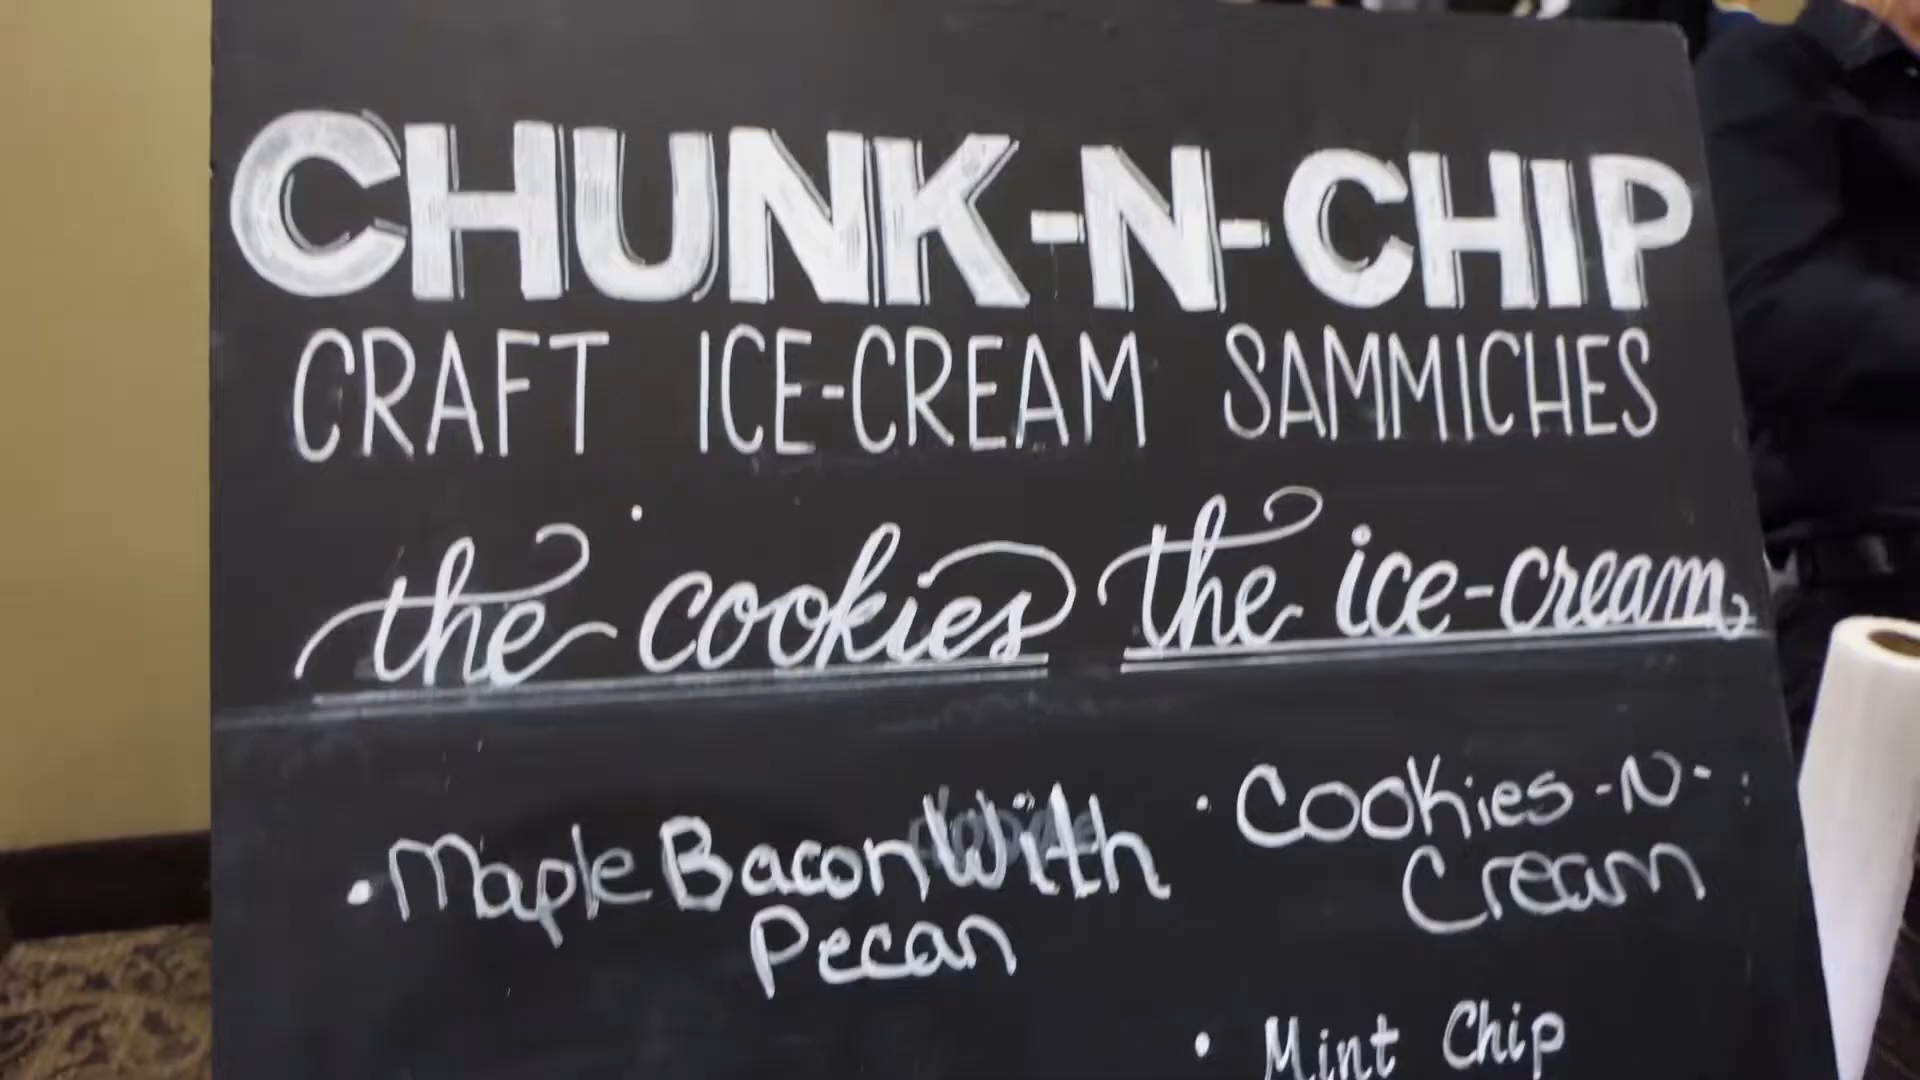 CHUNK-N-CHIP
CRAFT ICE-CREAM SAMMICHES
the cookies
• Maple Bacon With
Pecan
the ice-cream
• Cookies-N-
Cream
• Mint Chip